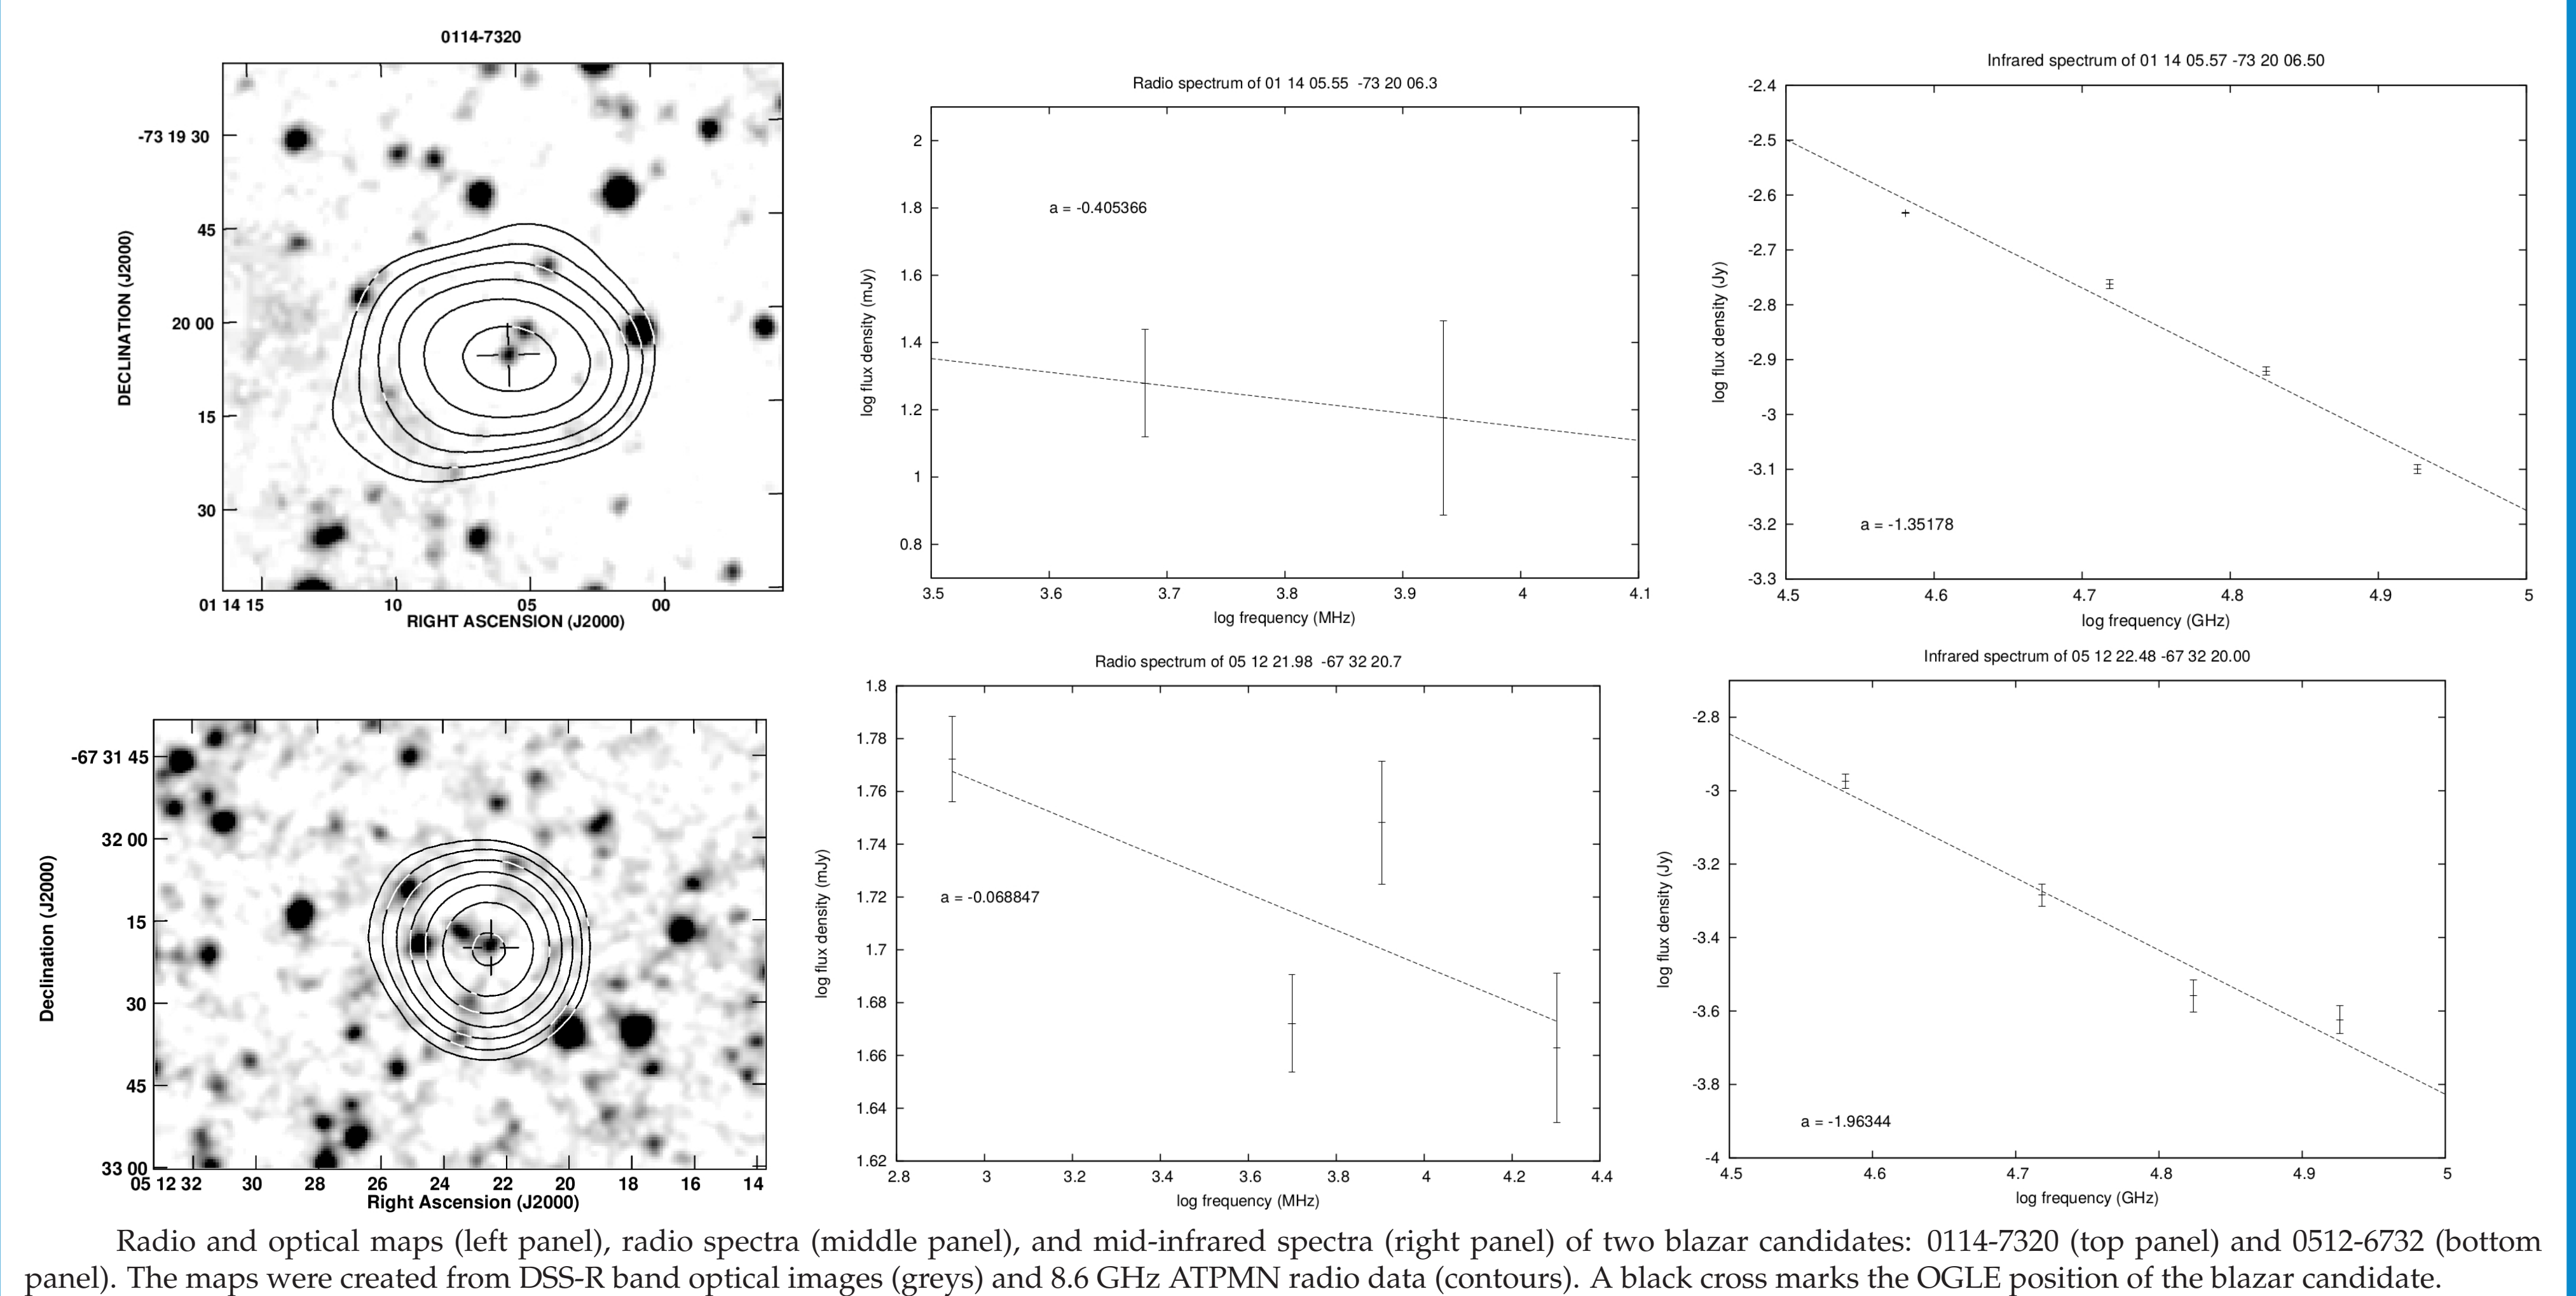 0114-7320
-73 19 30
45
20 00
15
30
DECLINATION (J2000)
01 14 15 10 05 00
RIGHT ASCENSION (J2000)
Radio spectrum of 01 14 05.55 -73 20 06.3
2
1.8
1.6
1.4
1.2
1
0.8
log flux density (mJy)
a = -0.405366
3.5 3.6 3.7 3.8 3.9 4 4.1
log frequency (MHz)
Infrared spectrum of 01 14 05.57 -73 20 06.50
-2.4
-2.5
-2.6
-2.7
-2.8
-2.9
-3
-3.1
-3.2
-3.3
log flux density (Jy)
a = -1.35178
4.5 4.6 4.7 4.8 4.9 5
log frequency (GHz)
-67 31 45
32 00
15
30
45
33 00
Declination (J2000)
05 12 32 30 28 26 24 22 20 18 16 14
Right Ascension (J2000)
Radio spectrum of 05 12 21.98 -67 32 20.7
1.8
1.78
1.76
1.74
1.72
1.7
1.68
1.66
1.64
1.62
log flux density (mJy)
a = -0.068847
2.8 3 3.2 3.4 3.6 3.8 4 4.2 4.4
log frequency (MHz)
Infrared spectrum of 05 12 22.48 -67 32 20.00
-2.8
-3
-3.2
-3.4
-3.6
-3.8
-4
log flux density (Jy)
a = -1.96344
4.5 4.6 4.7 4.8 4.9 5
log frequency (GHz)
Radio and optical maps (left panel), radio spectra (middle panel), and mid-infrared spectra (right panel) of two blazar candidates: 0114-7320 (top panel) and 0512-6732 (bottom
panel). The maps were created from DSS-R band optical images (greys) and 8.6 GHz ATPMN radio data (contours). A black cross marks the OGLE position of the blazar candidate.